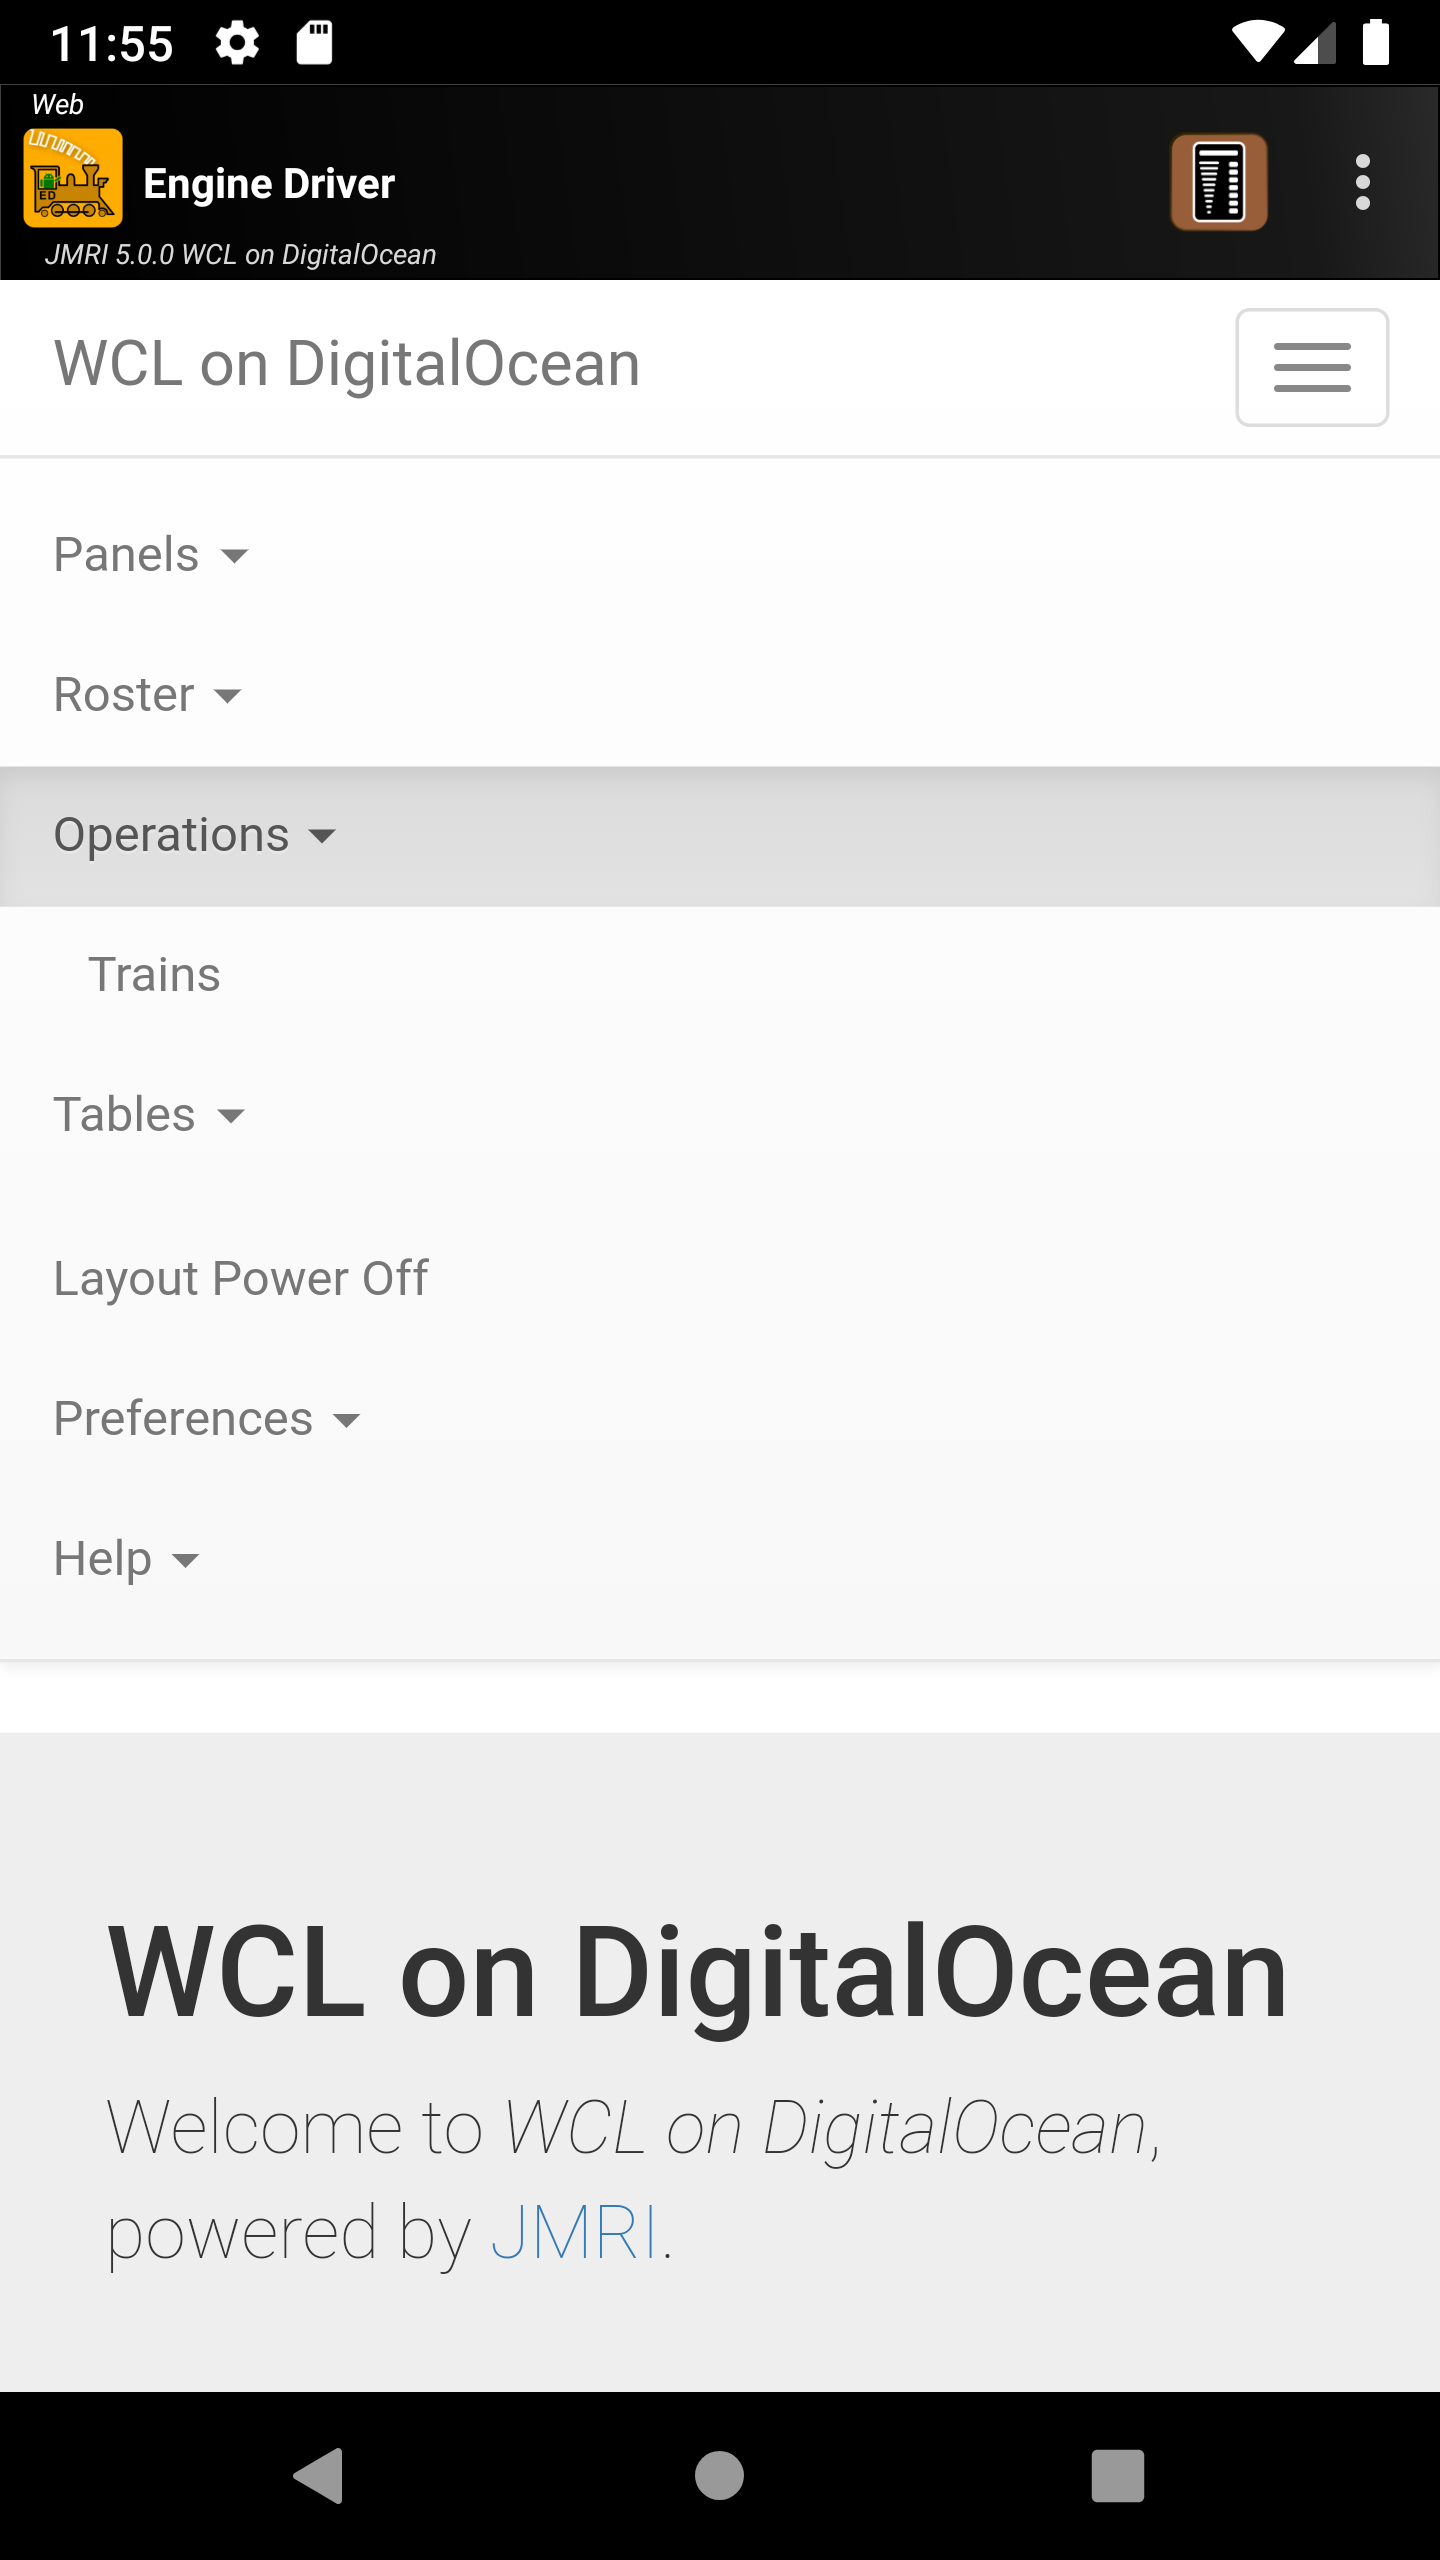 11:55
Web
ED
Engine Driver
JMRI 5.0.0 WCL on DigitalOcean
WCL on DigitalOcean
Panels
Roster
Operations
Trains
Tables
Layout Power Off
Preferences
Help
WCL on DigitalOcean
Welcome to WCL on DigitalOcean,
powered by JMRI.